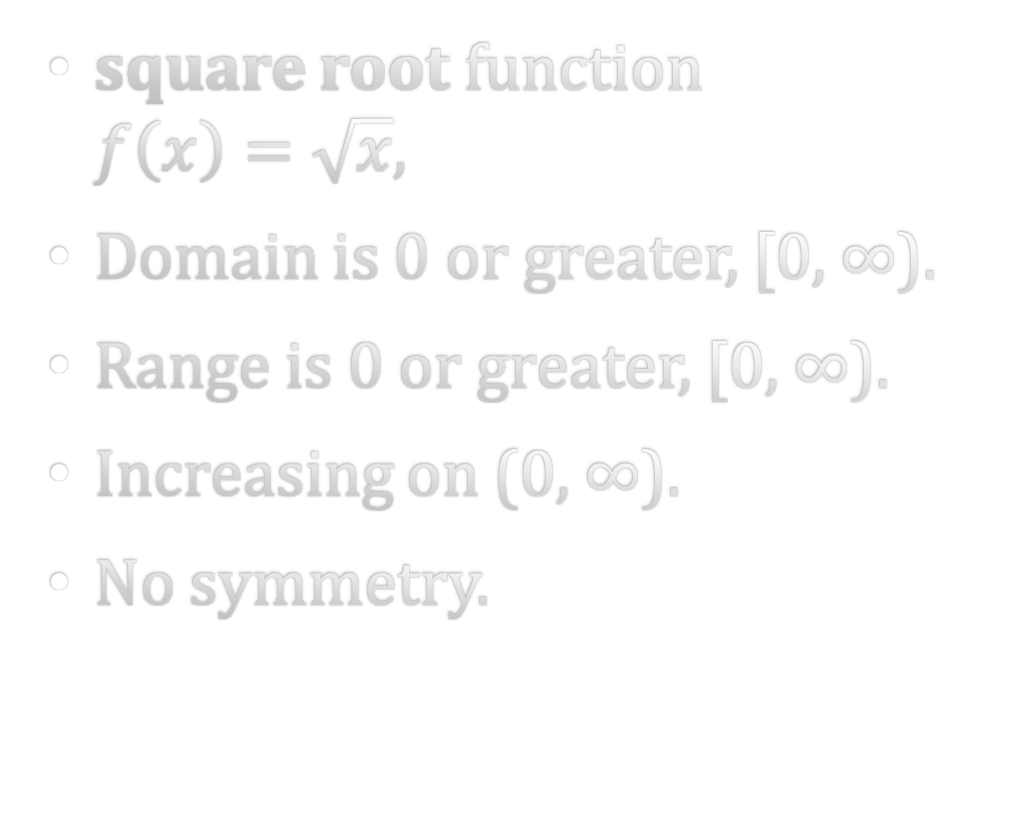 ○ square root function
f(x) = √x,
○ Domain is 0 or greater, [0, ∞).
○ Range is 0 or greater, [0, ∞).
○ Increasing on (0, ∞).
○ No symmetry.